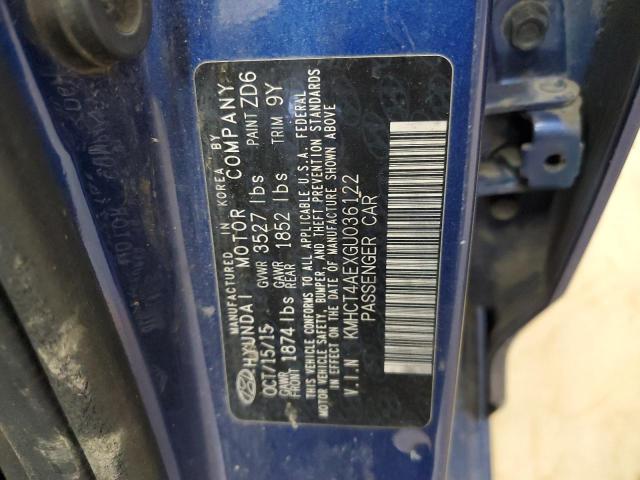 MANUFACTURED IN KOREA BY
HYUNDAI MOTOR COMPANY
OCT/15/15 GVWR 3527 lbs PAINT ZD6
GAWR FRONT 1874 lbs GAWR REAR 1852 lbs TRIM 9Y
THIS VEHICLE CONFORMS TO ALL APPLICABLE U.S.A. FEDERAL
MOTOR VEHICLE SAFETY, BUMPER, AND THEFT PREVENTION STANDARDS
IN EFFECT ON THE DATE OF MANUFACTURE SHOWN ABOVE
V.I.N KMHCT4AEXGU036122
PASSENGER CAR